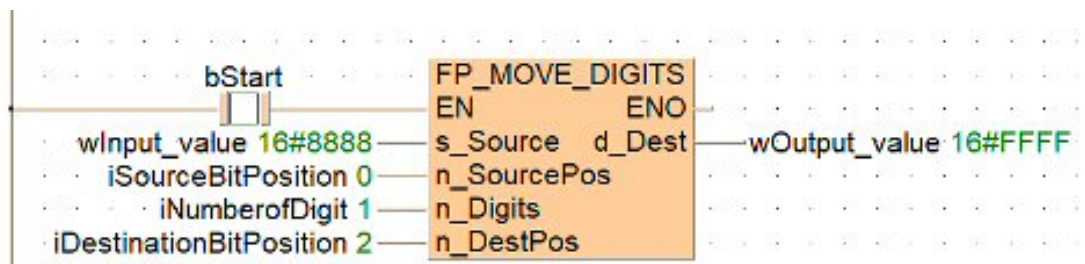 bStart FP_MOVE_DIGITS
EN ENO
wInput_value 16#8888 s_Source d_Dest wOutput_value 16#FFFF
iSourceBitPosition 0 n_SourcePos
iNumberofDigit 1 n_Digits
iDestinationBitPosition 2 n_DestPos